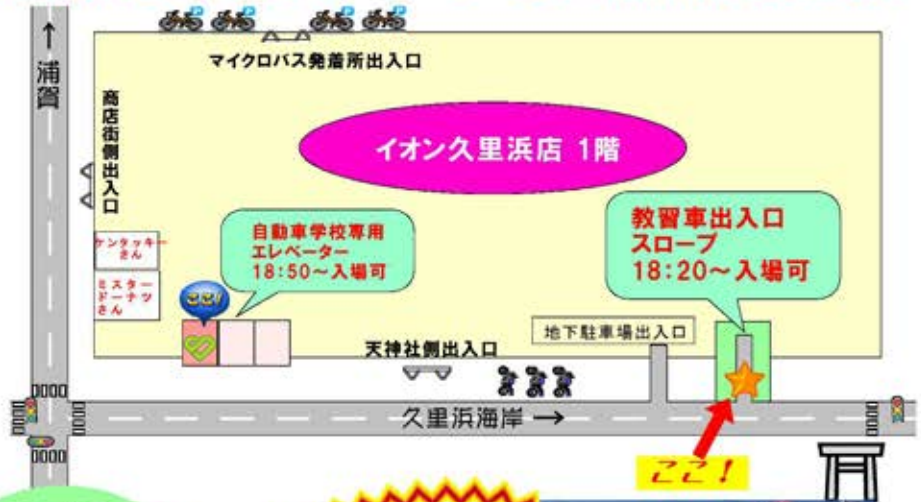 P P P P
↑
浦賀
マイクロバス発着所出入口
商店街側出入口
イオン久里浜店 1階
自動車学校専用
エレベーター
18:50～入場可
教習車出入口
スロープ
18:20～入場可
ケンタッキー
さん
ミスター
ドーナツ
さん
ここ!
地下駐車場出入口
天神社側出入口
久里浜海岸 →
ここ!